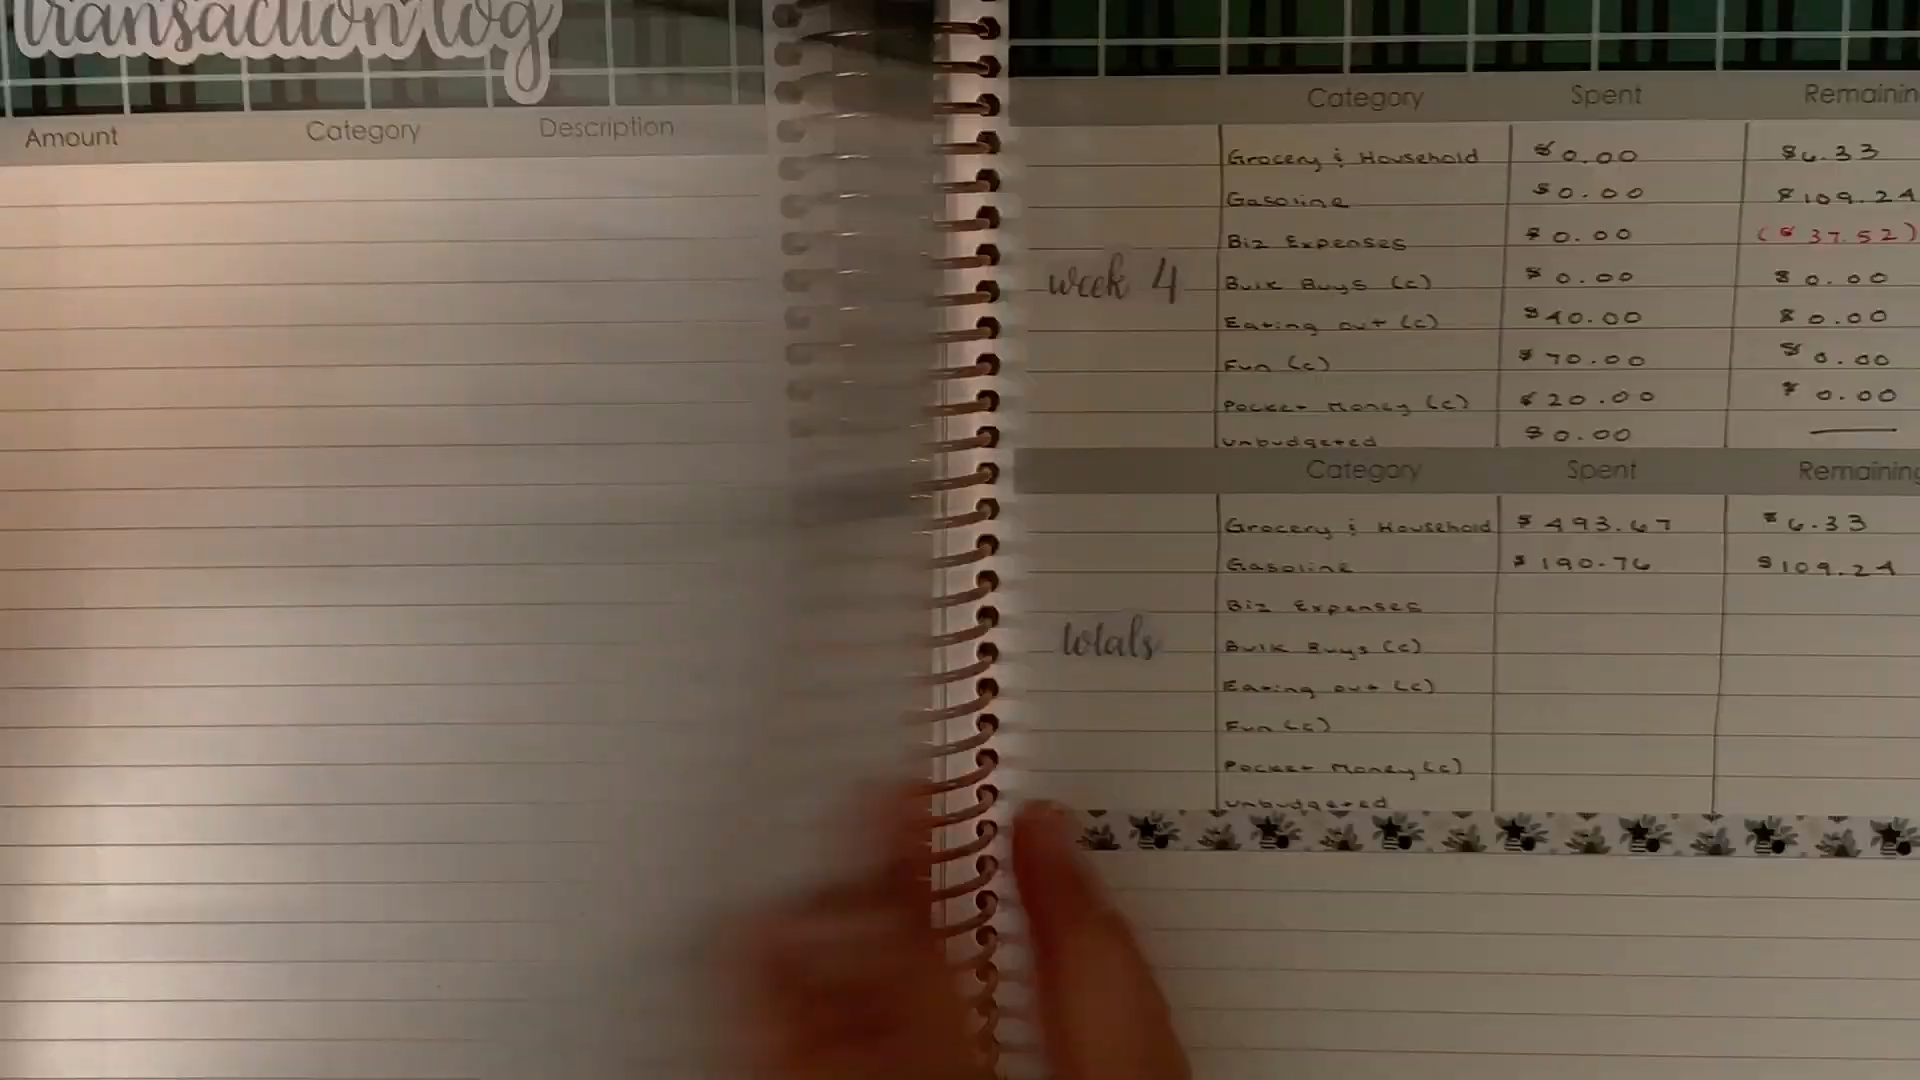 transaction log
Amount Category Description
Category Spent Remainin
Grocery & Household $0.00 $6.33
Gasoline $0.00 $109.24
Biz Expenses $0.00 ($37.52)
week 4
Bulk Buys (c) $0.00 $0.00
Eating out (c) $40.00 $0.00
Fun (c) $70.00 $0.00
Pocket Money (c) $20.00 $0.00
unbudgeted $0.00 —
Category Spent Remaining
Grocery & Household $493.67 $6.33
Gasoline $190.76 $109.24
Biz Expenses
totals
Bulk Buys (c)
Eating out (c)
Fun (c)
Pocket Money (c)
unbudgeted